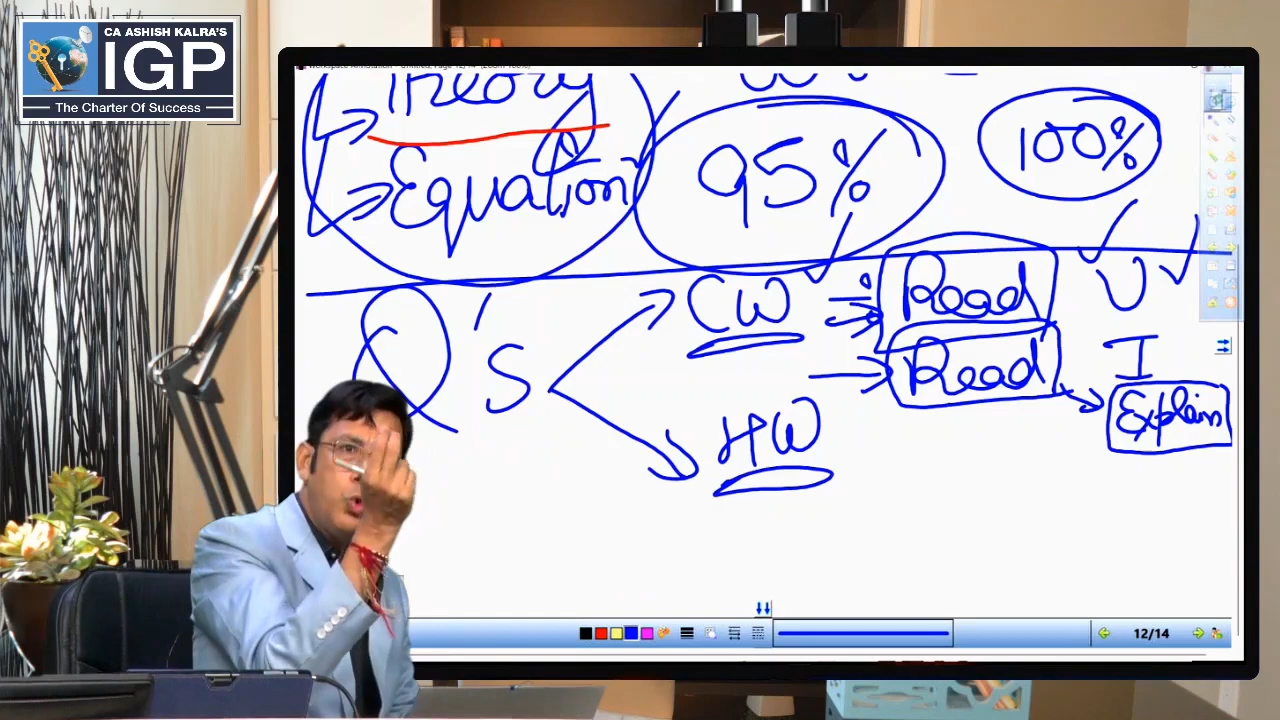 CA ASHISH KALRA'S
IGP
The Charter Of Success
Theory
Equation
95%
100%
Q's
CW
Read
U
Read
I
Explain
HW
12/14